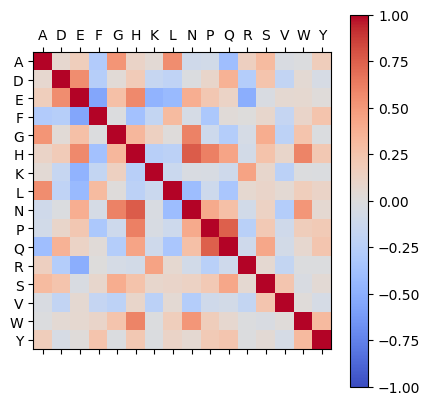 A D E F G H K L N P Q R S V W Y
A
D
E
F
G
H
K
L
N
P
Q
R
S
V
W
Y
1.00
0.75
0.50
0.25
0.00
−0.25
−0.50
−0.75
−1.00